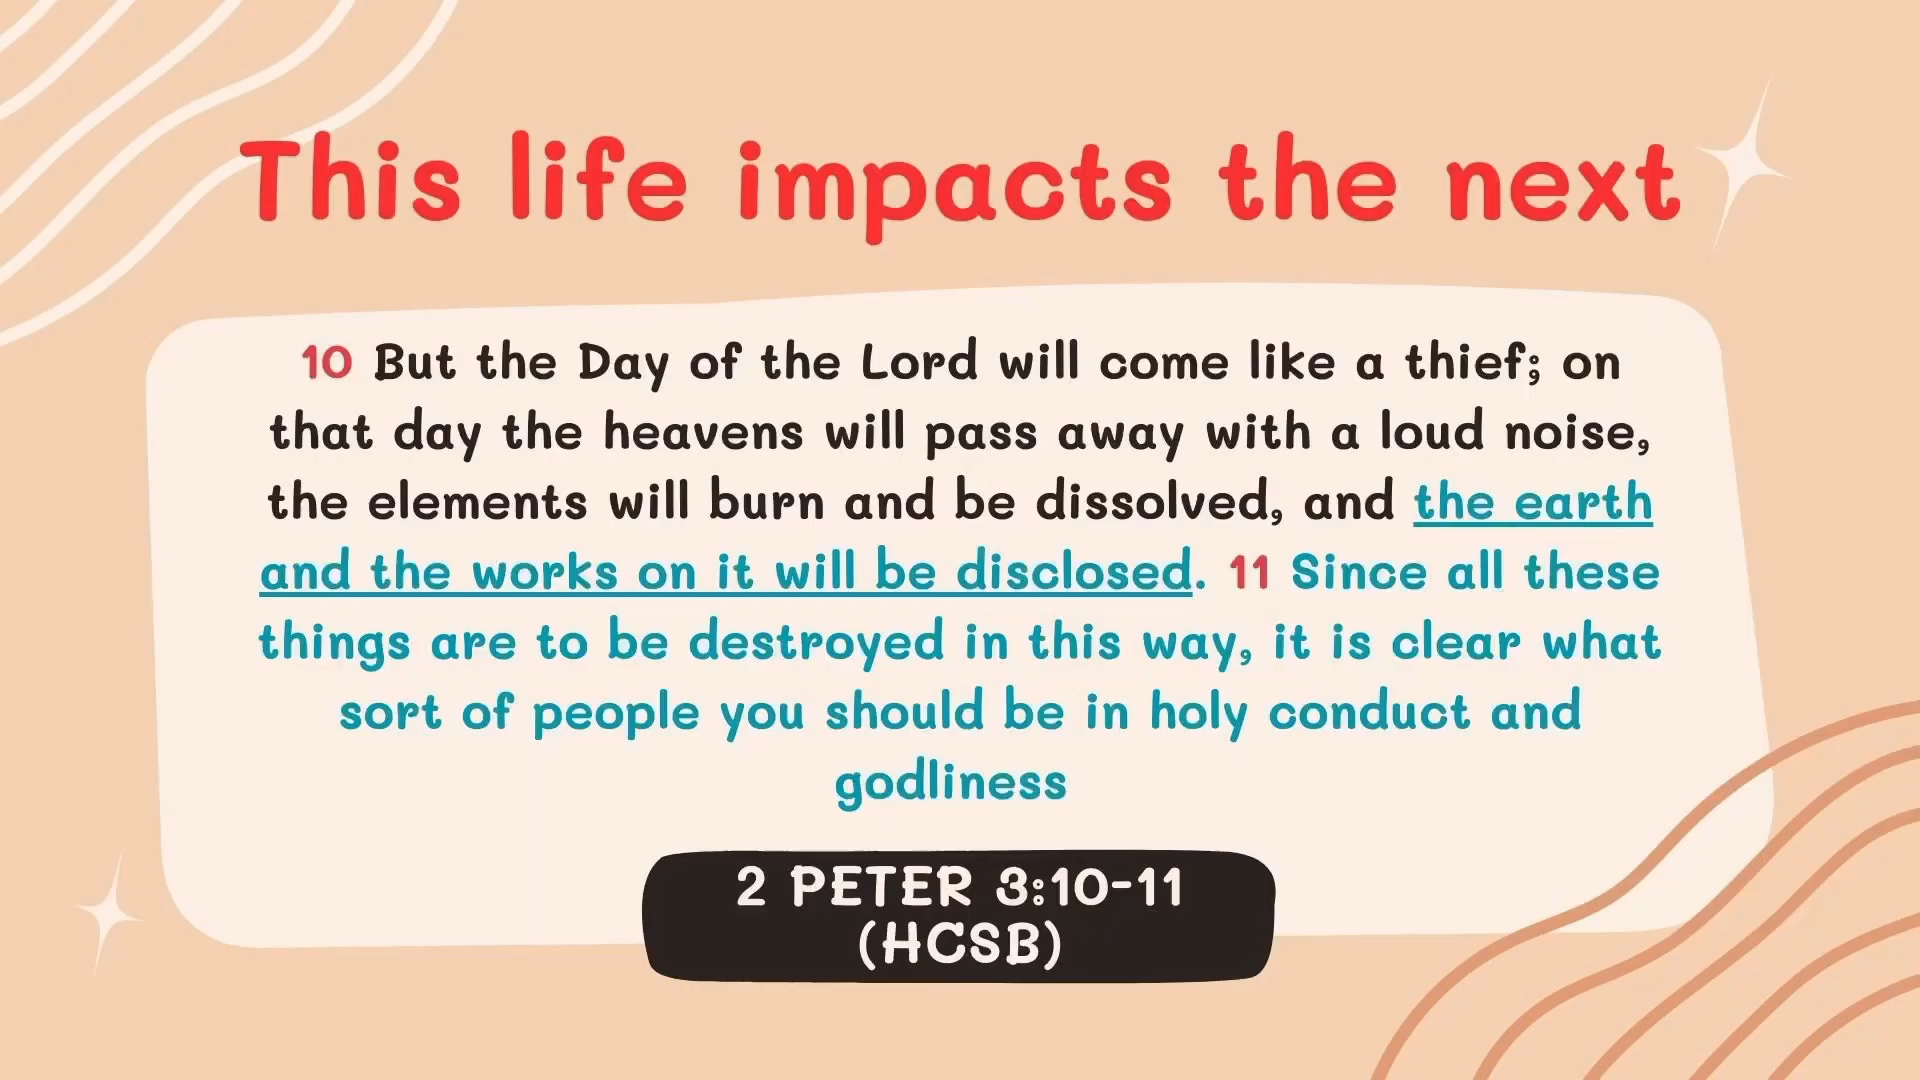 This life impacts the next
10 But the Day of the Lord will come like a thief; on
that day the heavens will pass away with a loud noise,
the elements will burn and be dissolved, and the earth
and the works on it will be disclosed. 11 Since all these
things are to be destroyed in this way, it is clear what
sort of people you should be in holy conduct and
godliness
2 PETER 3:10-11
(HCSB)